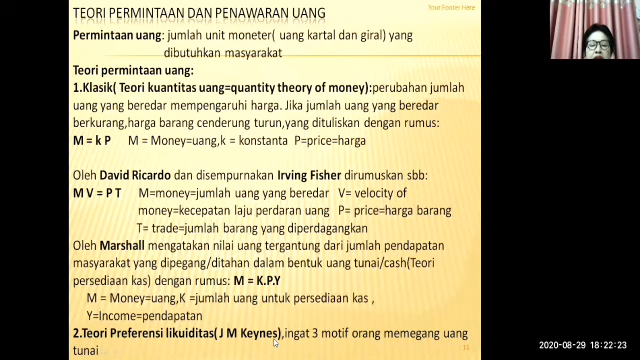 TEORI PERMINTAAN DAN PENAWARAN UANG
Your Footer Here
Permintaan uang: jumlah unit moneter( uang kartal dan giral) yang
dibutuhkan masyarakat
Teori permintaan uang:
1.Klasik( Teori kuantitas uang=quantity theory of money):perubahan jumlah
uang yang beredar mempengaruhi harga. Jika jumlah uang yang beredar
berkurang,harga barang cenderung turun,yang dituliskan dengan rumus:
M = k P M = Money=uang,k = konstanta P=price=harga
Oleh David Ricardo dan disempurnakan Irving Fisher dirumuskan sbb:
M V = P T M=money=jumlah uang yang beredar V= velocity of
money=kecepatan laju perdaran uang P= price=harga barang
T= trade=jumlah barang yang diperdagangkan
Oleh Marshall mengatakan nilai uang tergantung dari jumlah pendapatan
masyarakat yang dipegang/ditahan dalam bentuk uang tunai/cash(Teori
persediaan kas) dengan rumus: M = K.P.Y
M = Money=uang,K =jumlah uang untuk persediaan kas ,
Y=Income=pendapatan
2.Teori Preferensi likuiditas( J M Keynes),ingat 3 motif orang memegang uang
tunai
11
2020-08-29 18:22:23